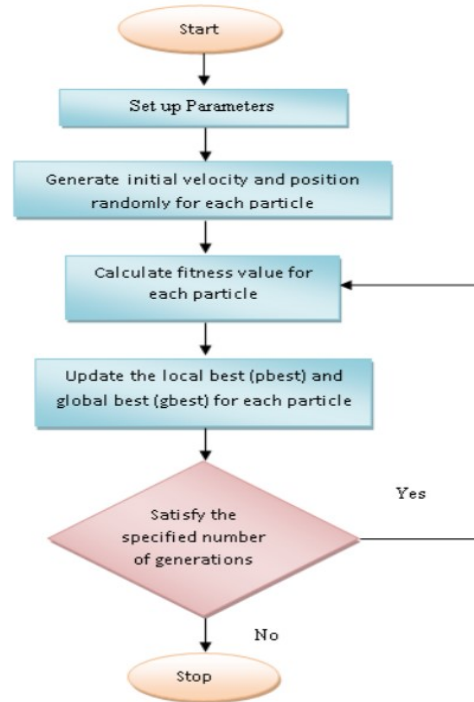 Start
Set up Parameters
Generate initial velocity and position
randomly for each particle
Calculate fitness value for
each particle
Update the local best (pbest) and
global best (gbest) for each particle
Satisfy the
specified number
of generations
Yes
No
Stop